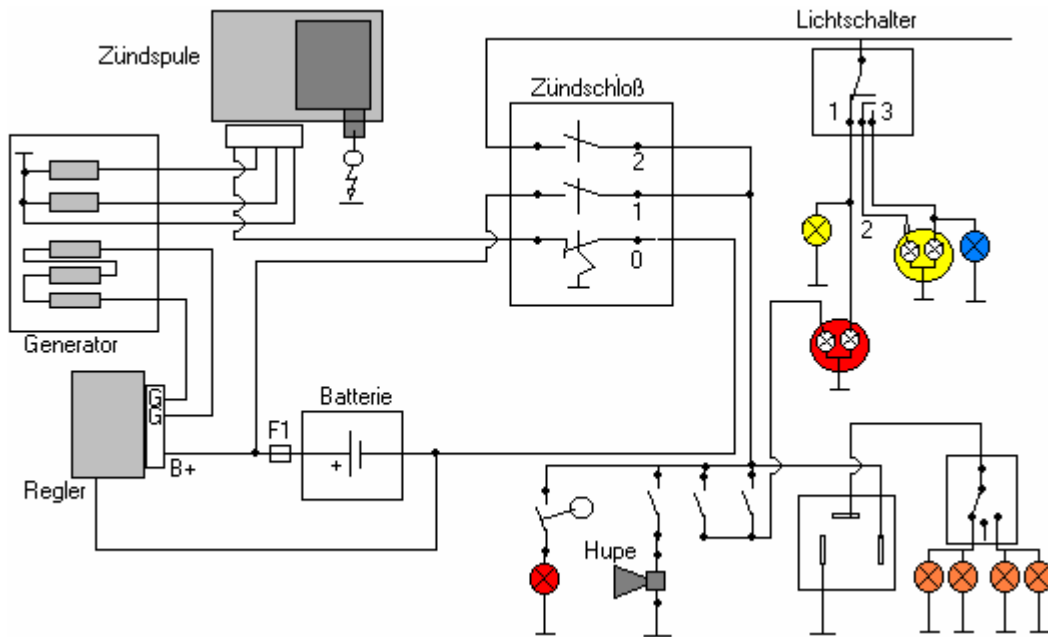 Lichtschalter
Zündspule
Zündschloß
1
3
2
2
1
0
Generator
Batterie
G
G
F1
+
B+
Regler
Hupe